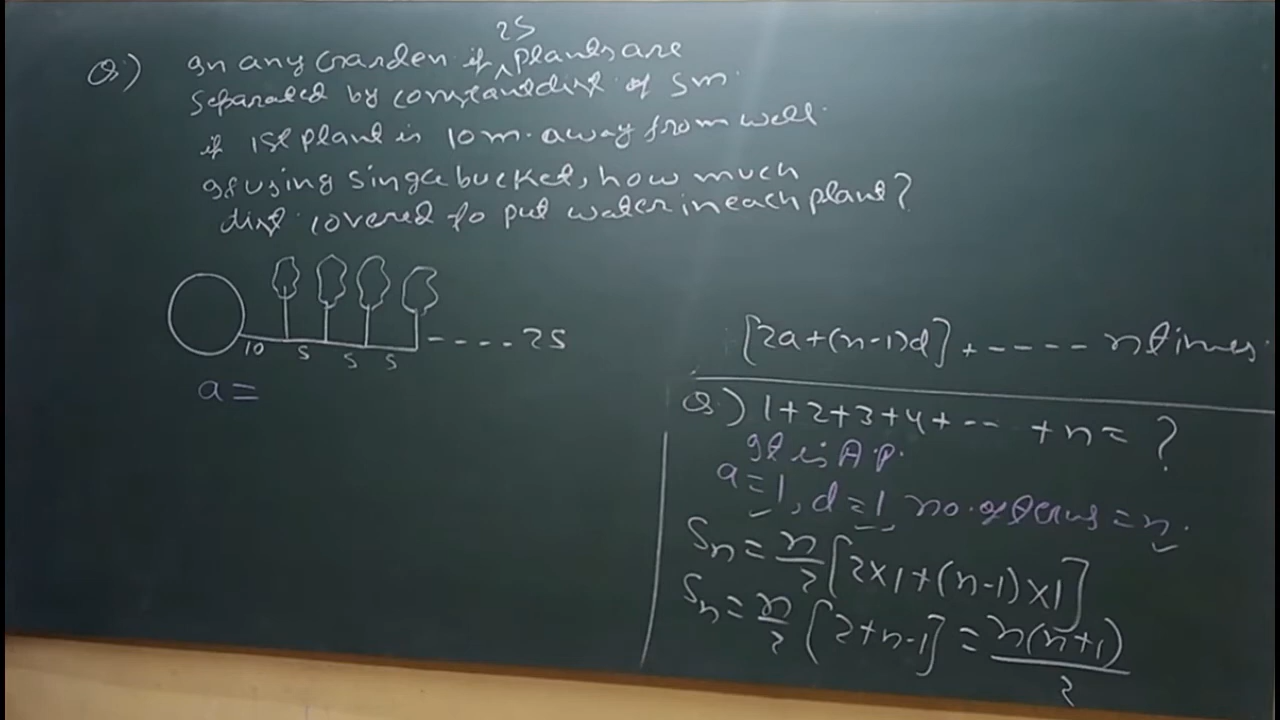 Q.) In any Garden if 25 plants are
separated by constant dist of 5m.
if 1st plant is 10m. away from well.
If using single bucket, how much
dist covered to put water in each plant?
10 5 5 5 ---- 25
a =
[2a+(n-1)d] + ---- n times.
Q.) 1+2+3+4+ -- +n = ?
It is A.P.
a=1, d=1, no. of terms = n.
Sn = n/2 [2×1+(n-1)×1]
Sn = n/2 [2+n-1] = n(n+1)/2